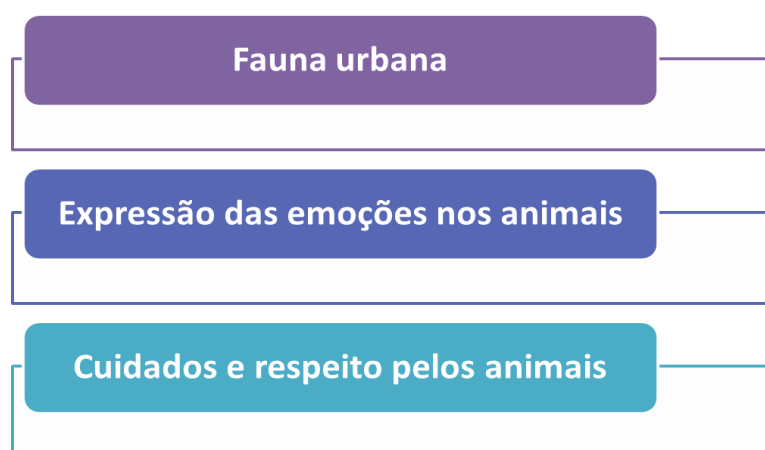 Fauna urbana
Expressão das emoções nos animais
Cuidados e respeito pelos animais